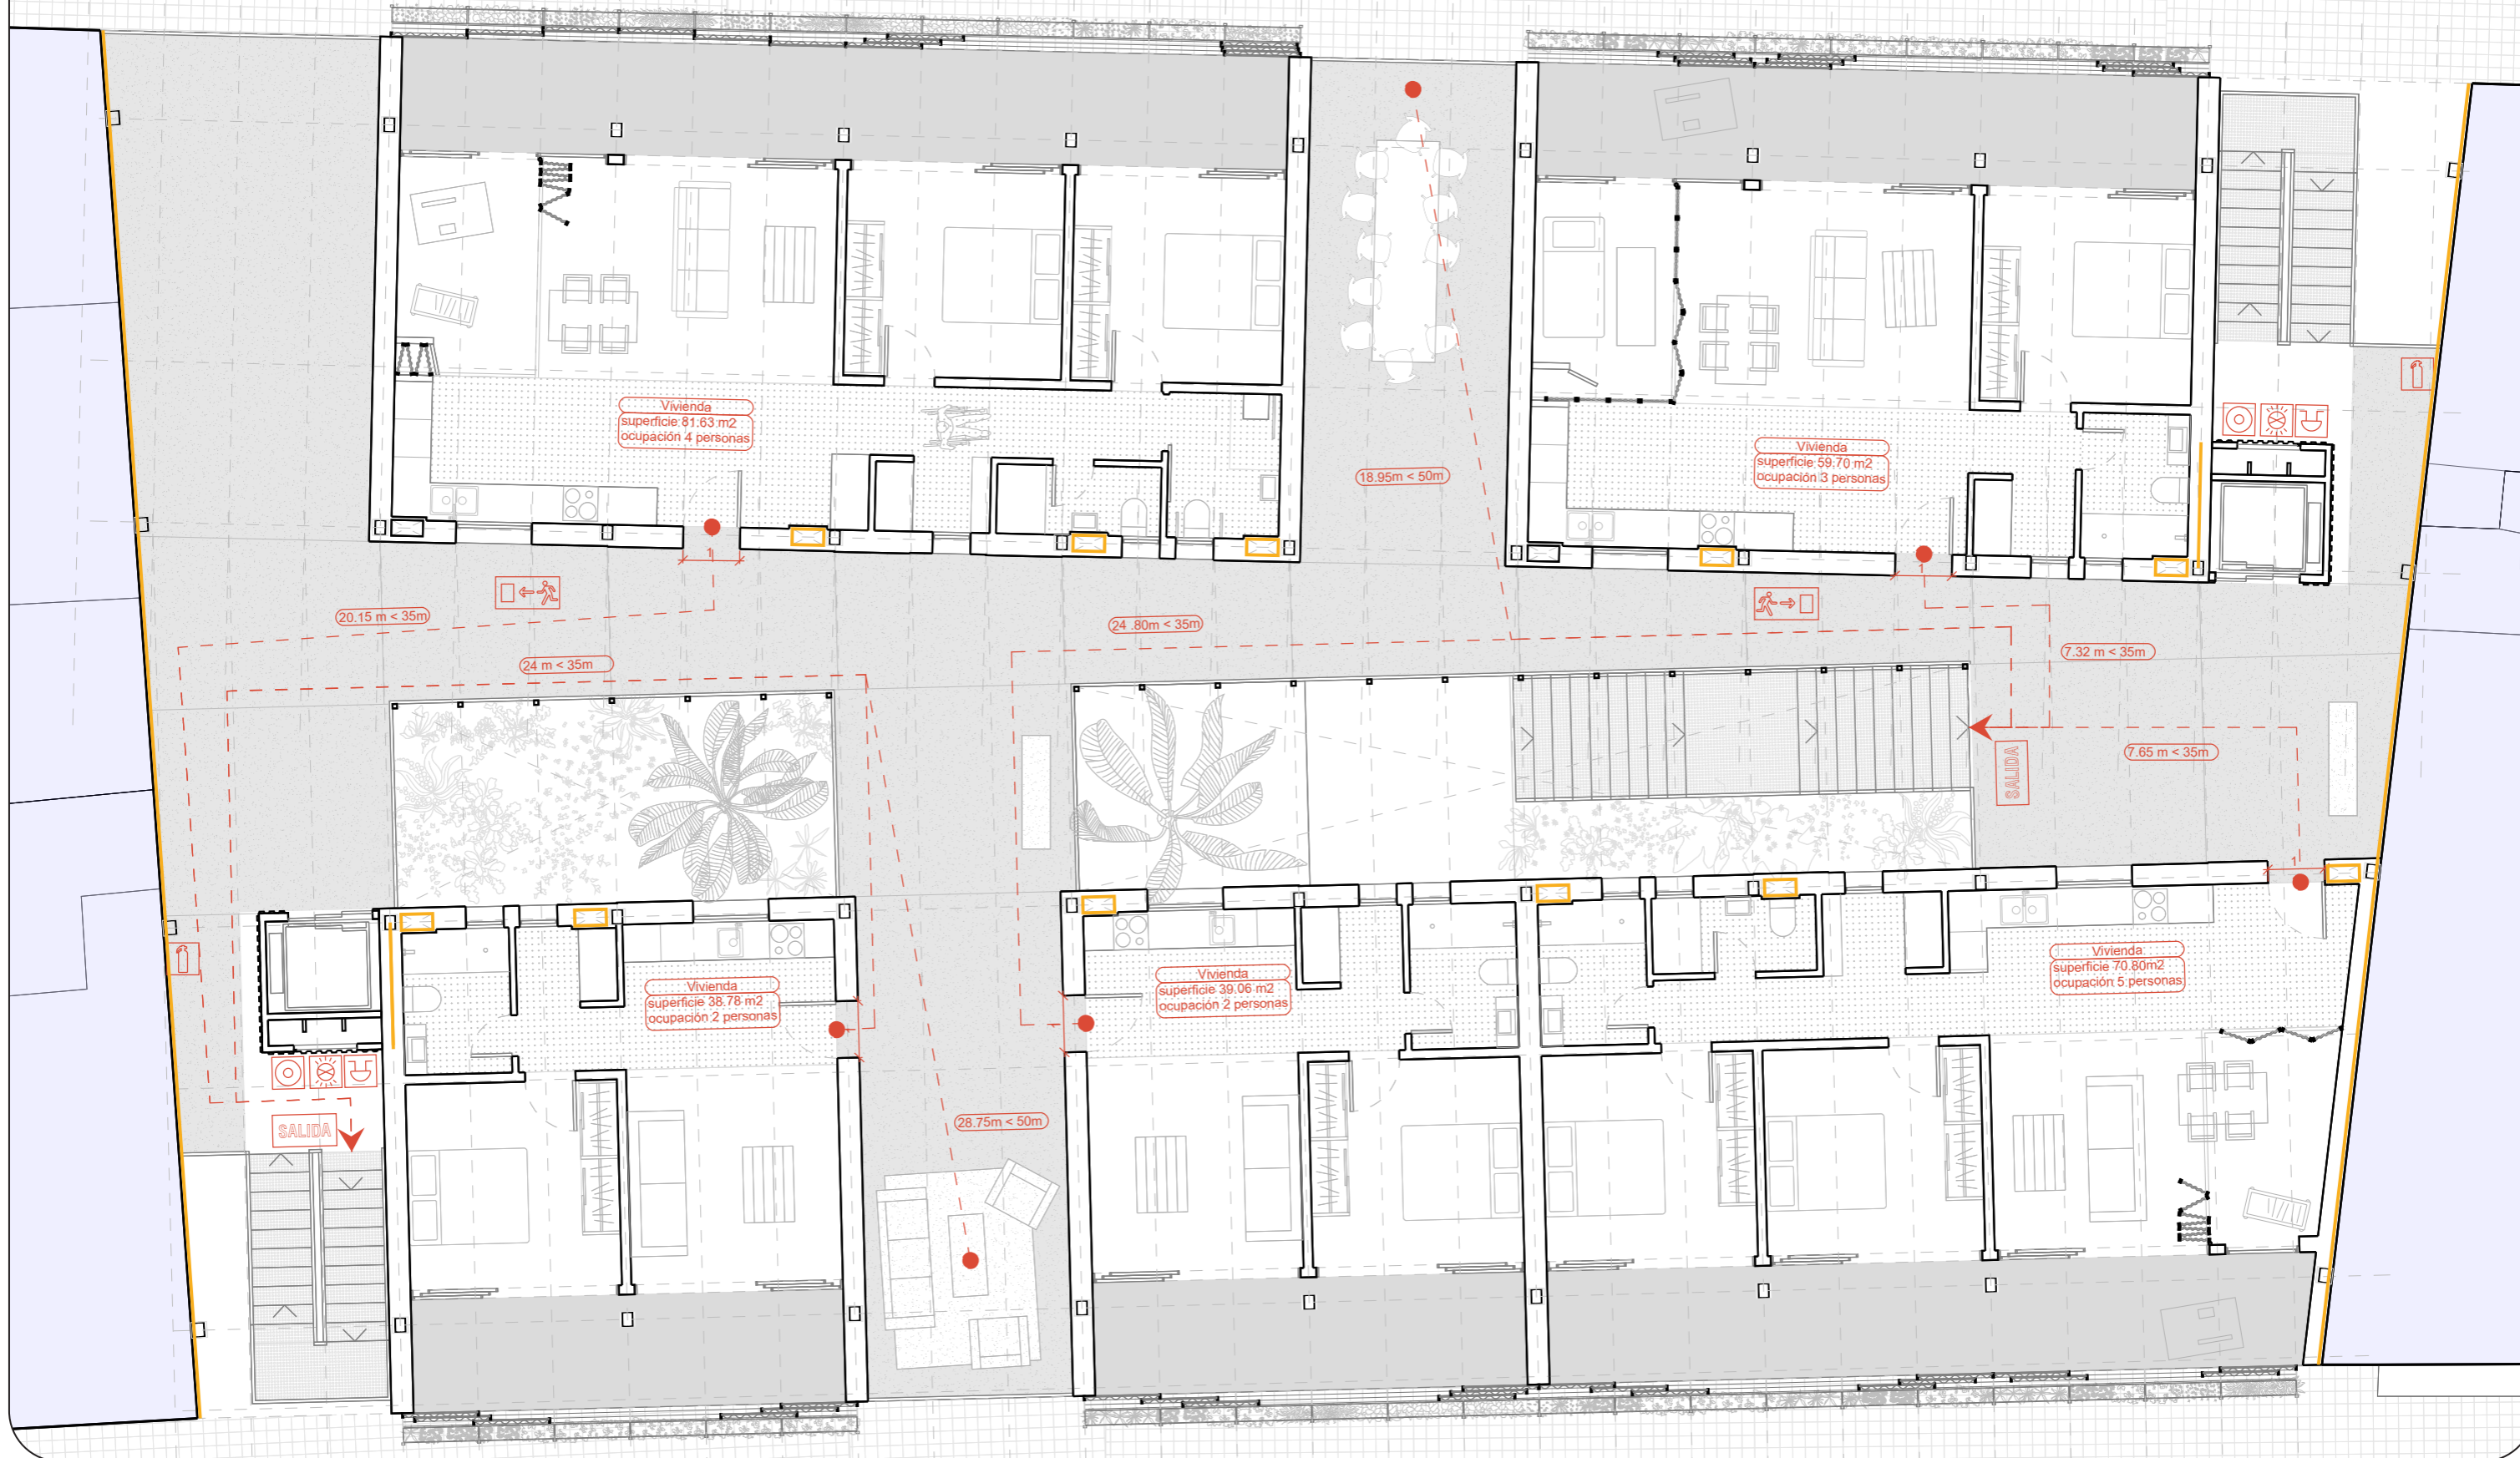 Vivienda
superficie 81.63 m2
ocupación 4 personas
Vivienda
superficie 59.70 m2
ocupación 3 personas
18.95m < 50m
1
1
20.15 m < 35m
24 .80m < 35m
24 m < 35m
7.32 m < 35m
7.65 m < 35m
SALIDA
1
Vivienda
superficie 38.78 m2
ocupación 2 personas
Vivienda
superficie 39.06 m2
ocupación 2 personas
Vivienda
superficie 70.80m2
ocupación 5 personas
28.75m < 50m
SALIDA